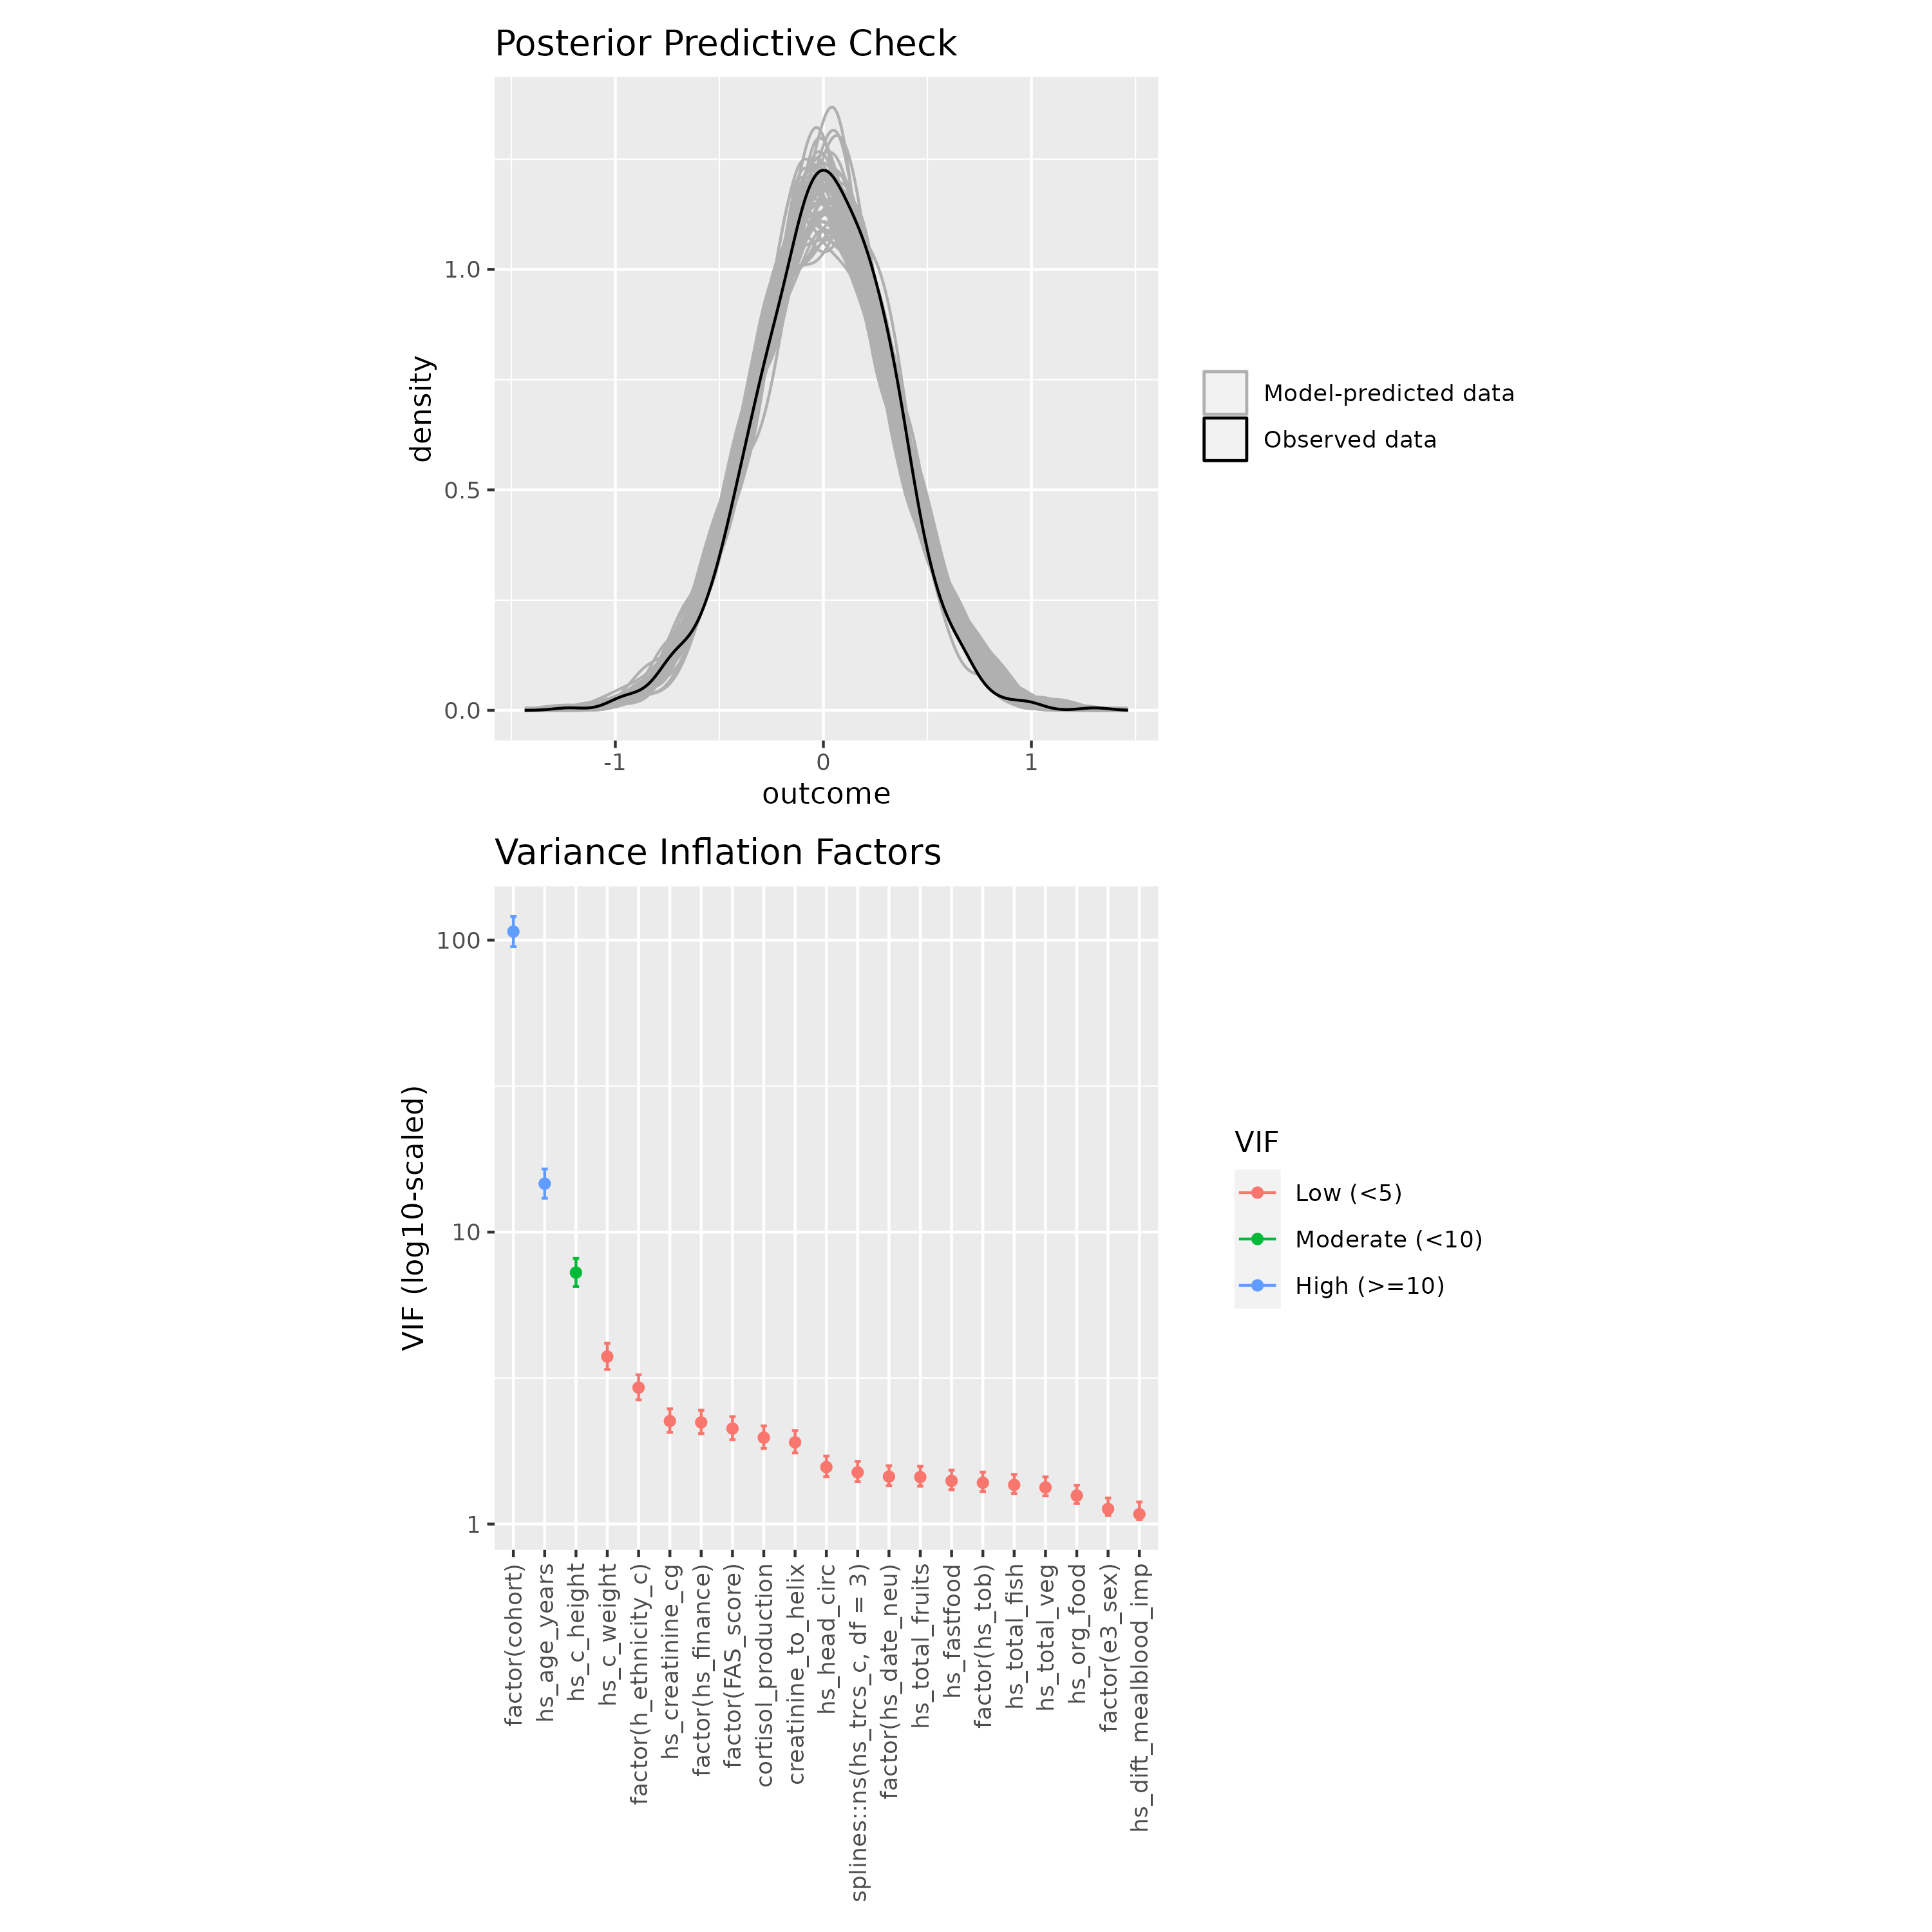 Posterior Predictive Check
density
1.0
0.5
0.0
-1
0
1
outcome
Model-predicted data
Observed data
Variance Inflation Factors
VIF (log10-scaled)
100
10
1
factor(cohort)
hs_age_years
hs_c_height
hs_c_weight
factor(h_ethnicity_c)
hs_creatinine_cg
factor(hs_finance)
factor(FAS_score)
cortisol_production
creatinine_to_helix
hs_head_circ
splines::ns(hs_trcs_c, df = 3)
factor(hs_date_neu)
hs_total_fruits
hs_fastfood
factor(hs_tob)
hs_total_fish
hs_total_veg
hs_org_food
factor(e3_sex)
hs_dift_mealblood_imp
VIF
Low (<5)
Moderate (<10)
High (>=10)